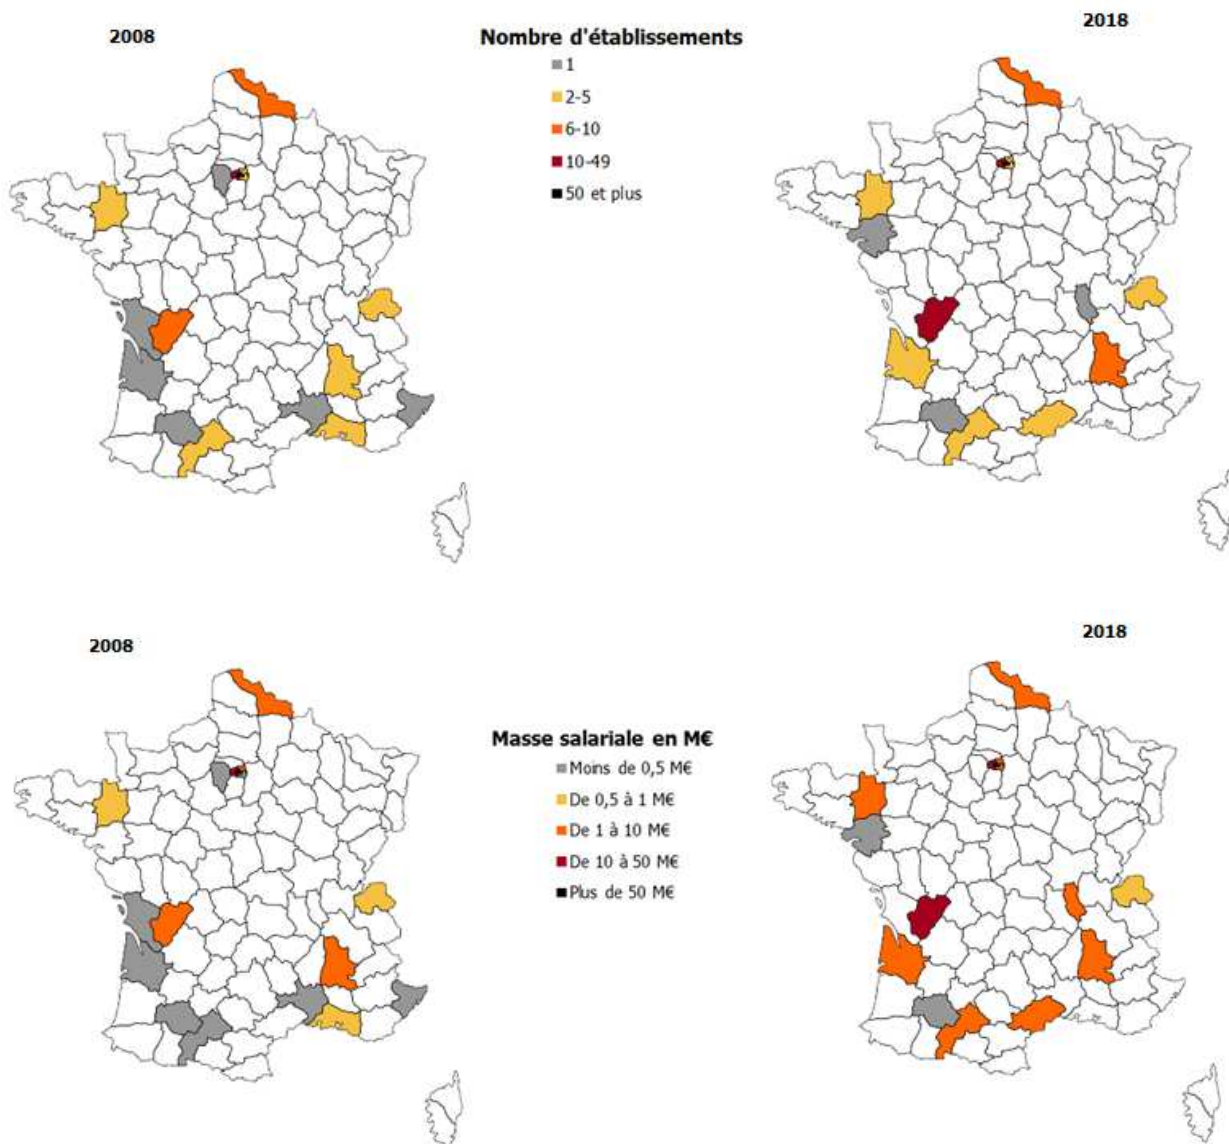 2008
Nombre d'établissements
2018
1
2-5
6-10
10-49
50 et plus
2008
2018
Masse salariale en M€
Moins de 0,5 M€
De 0,5 à 1 M€
De 1 à 10 M€
De 10 à 50 M€
Plus de 50 M€